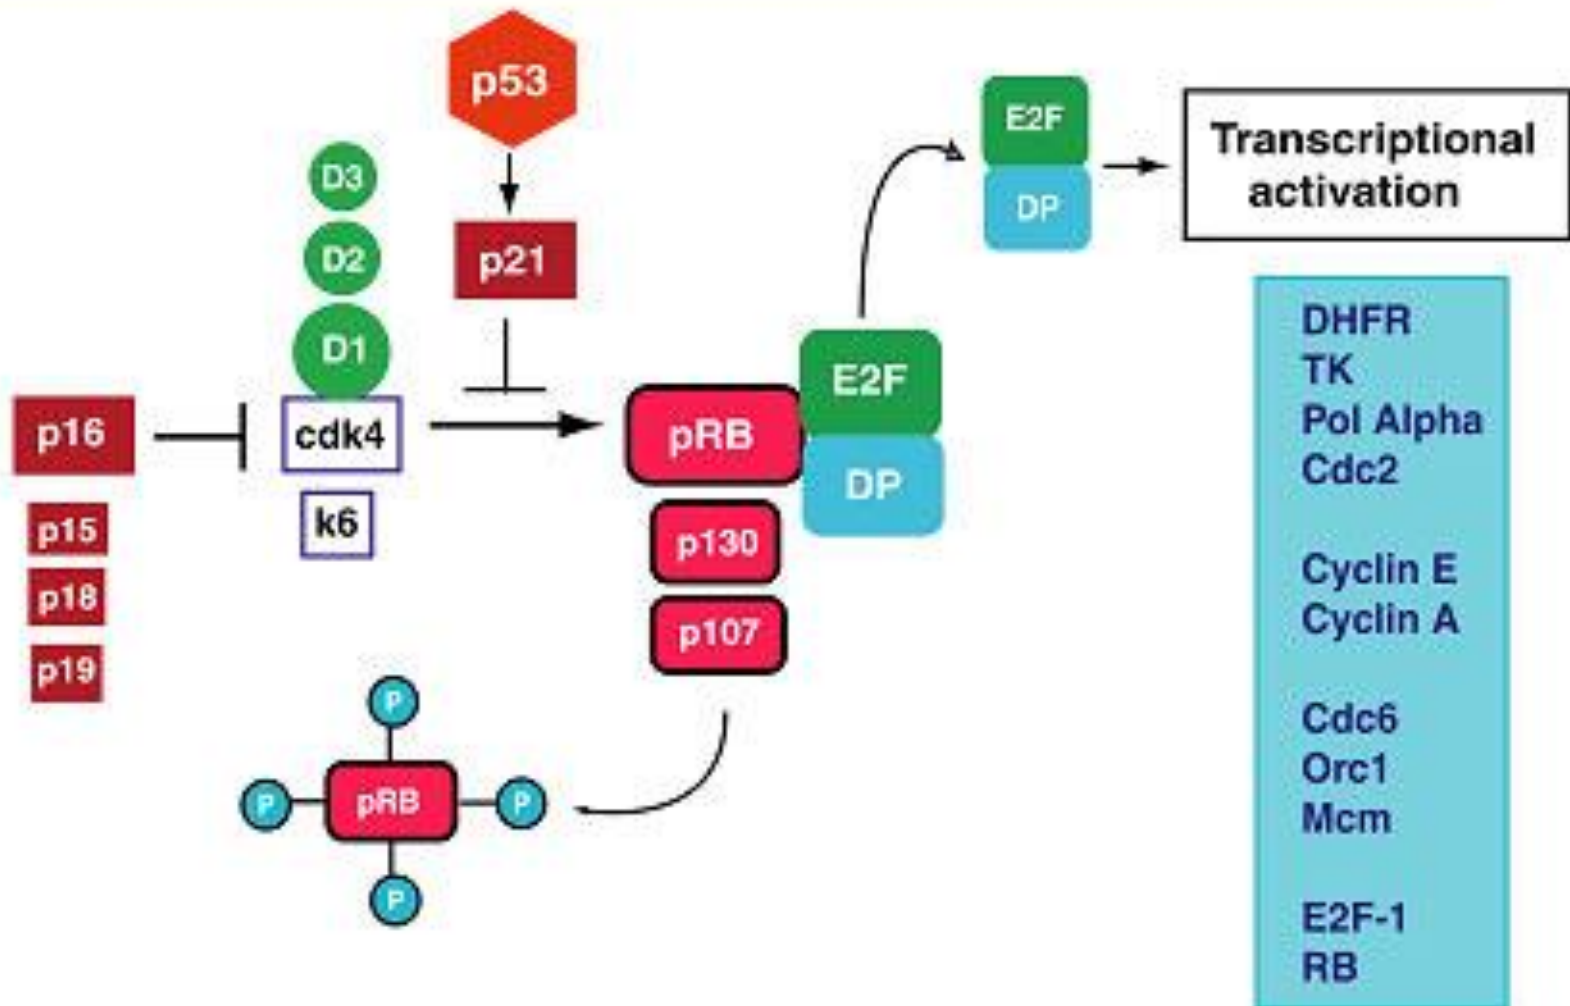 p53
D3
D2
D1
p21
p16
cdk4
k6
p15
p18
p19
pRB
E2F
DP
p130
p107
E2F
DP
Transcriptional
activation
P
P
pRB
P
P
DHFR
TK
Pol Alpha
Cdc2
Cyclin E
Cyclin A
Cdc6
Orc1
Mcm
E2F-1
RB